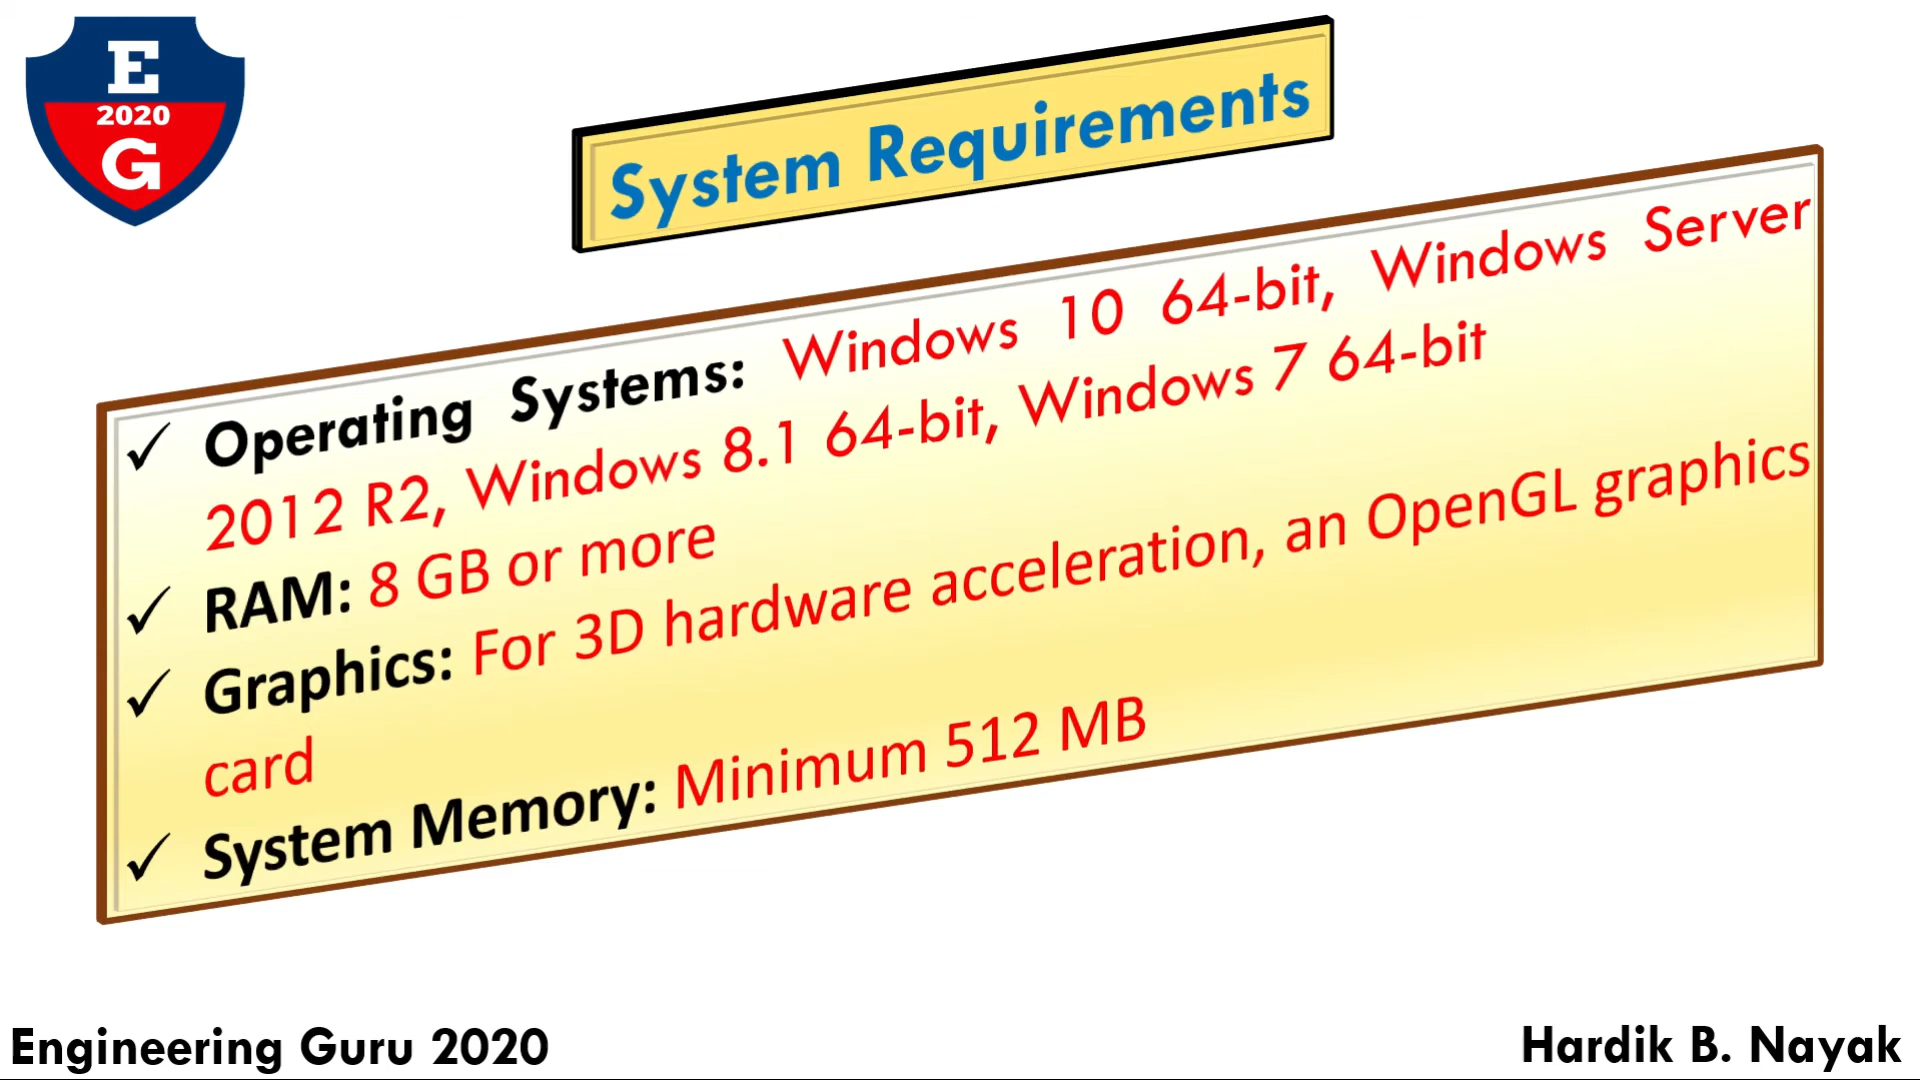 E
2020
G
System Requirements
✓ Operating Systems: Windows 10 64-bit, Windows Server
2012 R2, Windows 8.1 64-bit, Windows 7 64-bit
✓ RAM: 8 GB or more
✓ Graphics: For 3D hardware acceleration, an OpenGL graphics
card
✓ System Memory: Minimum 512 MB
Engineering Guru 2020
Hardik B. Nayak